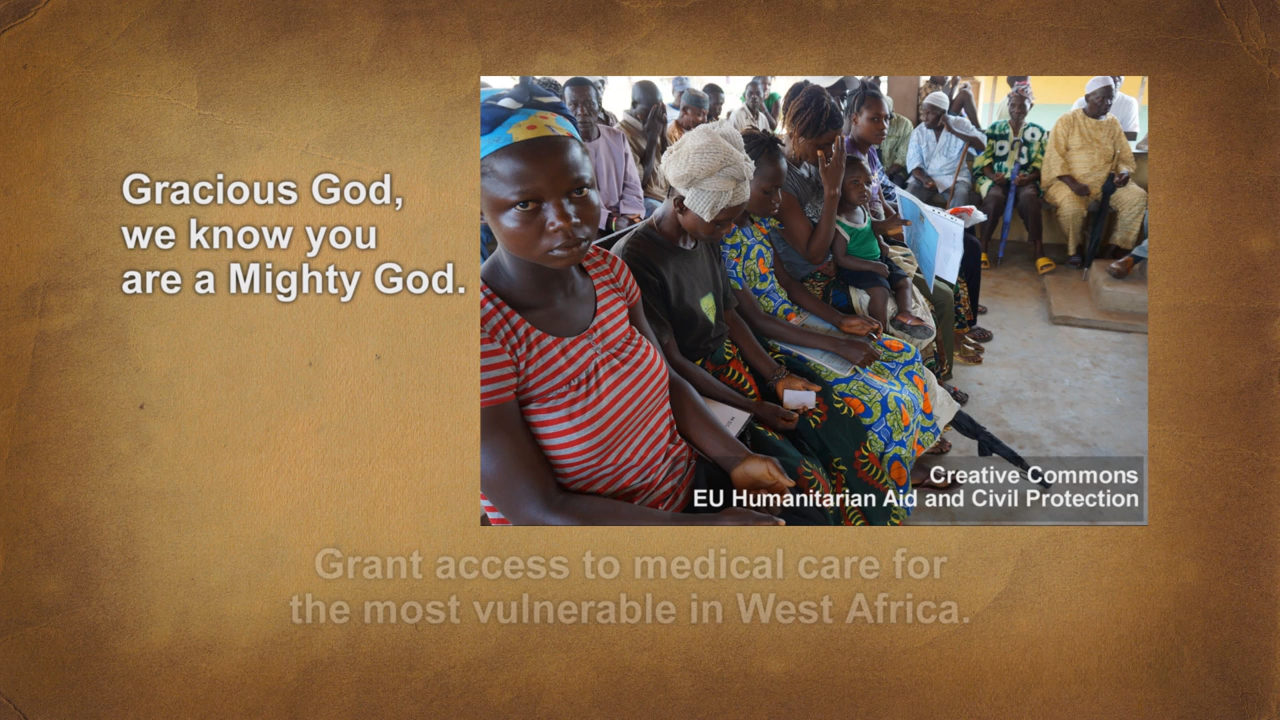 Gracious God,
we know you
are a Mighty God.
Creative Commons
EU Humanitarian Aid and Civil Protection
Grant access to medical care for
the most vulnerable in West Africa.